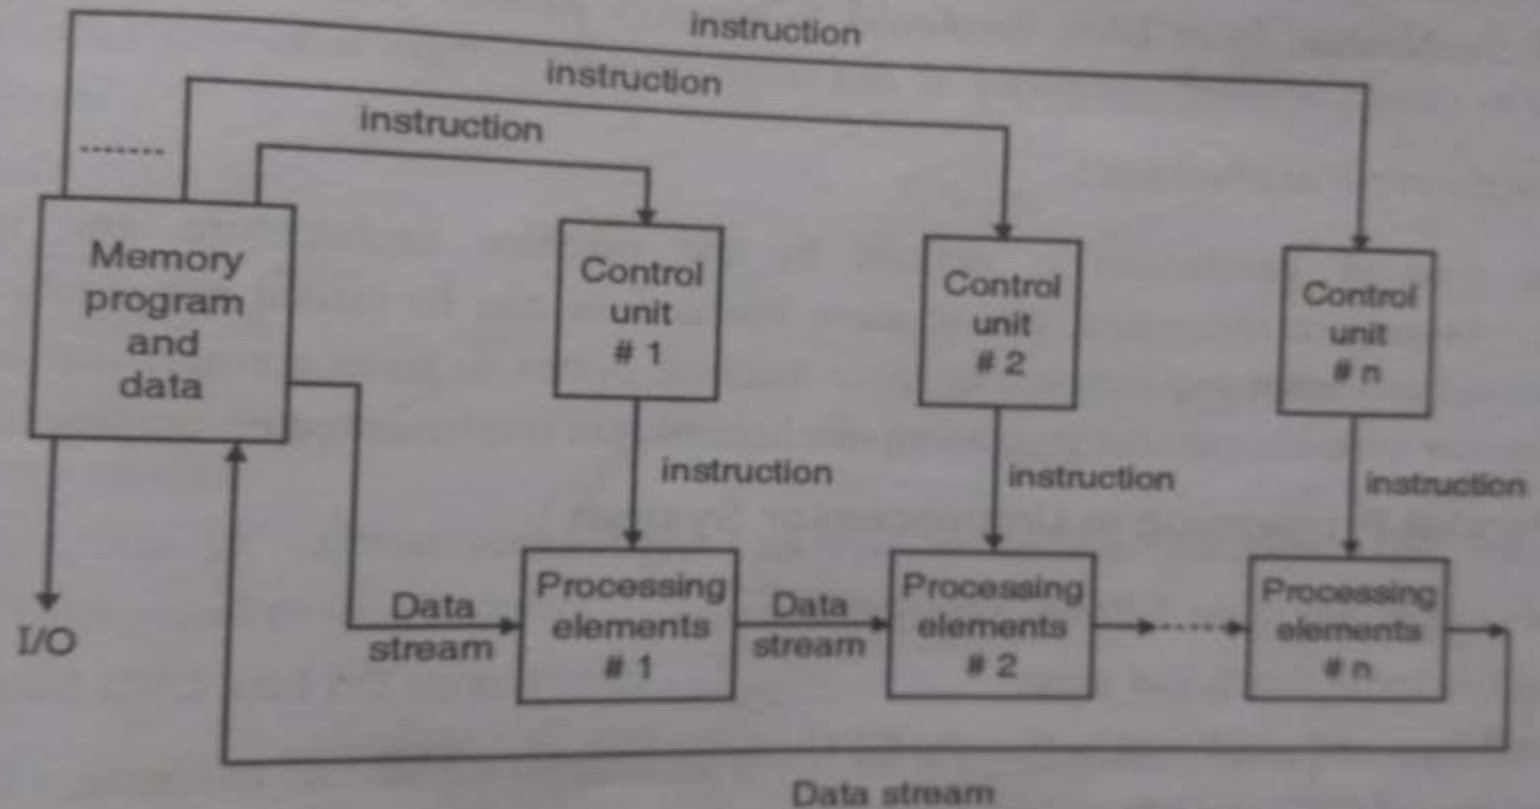 instruction
instruction
instruction
Memory
program
and
data
Control
unit
# 1
Control
unit
# 2
Control
unit
# n
instruction
instruction
instruction
I/O
Data
stream
Processing
elements
# 1
Data
stream
Processing
elements
# 2
Processing
elements
# n
Data stream